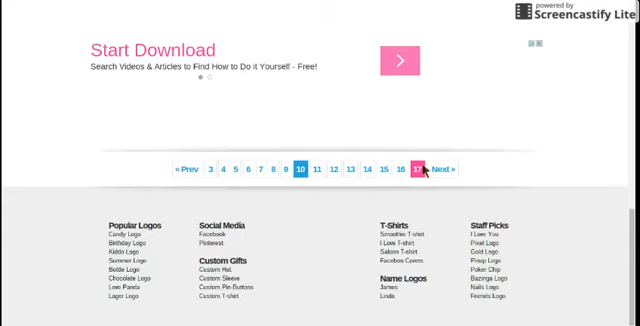 powered by
Screencastify Lite
Start Download
Search Videos & Articles to Find How to Do it Yourself - Free!
« Prev 3 4 5 6 7 8 9 10 11 12 13 14 15 16 17 Next »
Popular Logos
Candy Logo
Birthday Logo
Kiddo Logo
Summer Logo
Bottle Logo
Chocolate Logo
Love Panda
Lager Logo
Social Media
Facebook
Pinterest
Custom Gifts
Custom Hat
Custom Sleeve
Custom Pin-Buttons
Custom T-shirt
T-Shirts
Smoothie T-shirt
I Love T-shirt
Saloon T-shirt
Faceboo Covers
Name Logos
James
Linda
Staff Picks
I Love You
Pixel Logo
Gold Logo
Pinup Logo
Poker Chip
Bazinga Logo
Nails Logo
Friends Logo